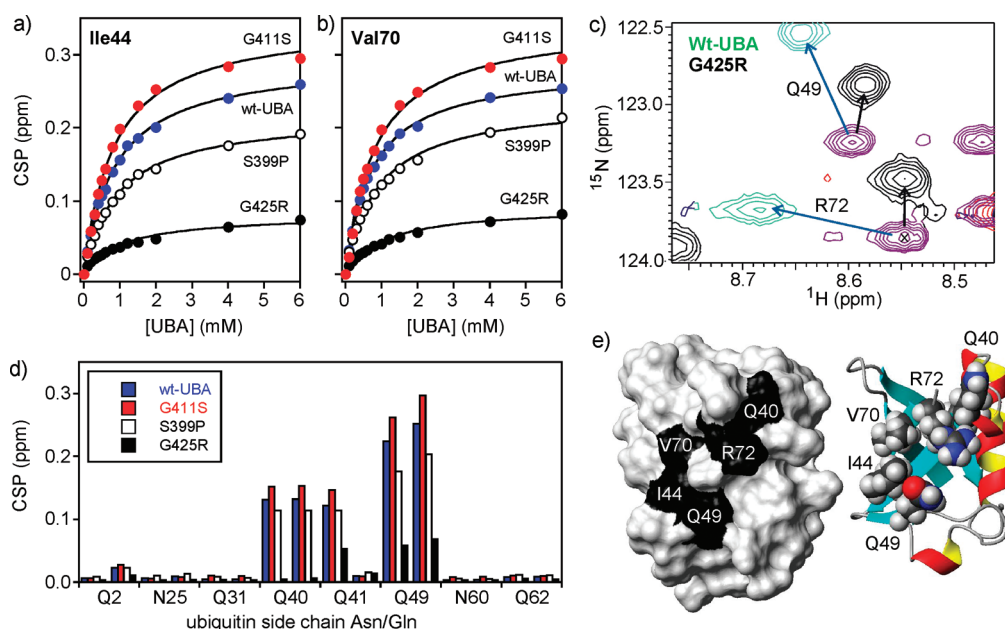 a)
Ile44
G411S
wt-UBA
S399P
G425R
CSP (ppm)
0.3
0.2
0.1
0
0 1 2 3 4 5 6
[UBA] (mM)
b)
Val70
G411S
wt-UBA
S399P
G425R
0 1 2 3 4 5 6
[UBA] (mM)
c)
Wt-UBA
G425R
Q49
R72
15N (ppm)
122.5
123.0
123.5
124.0
8.7 8.6 8.5
1H (ppm)
d)
wt-UBA
G411S
S399P
G425R
CSP (ppm)
0.3
0.2
0.1
0.0
Q2 N25 Q31 Q40 Q41 Q49 N60 Q62
ubiquitin side chain Asn/Gln
e)
Q40
V70
R72
I44
Q49
Q40
R72
V70
I44
Q49